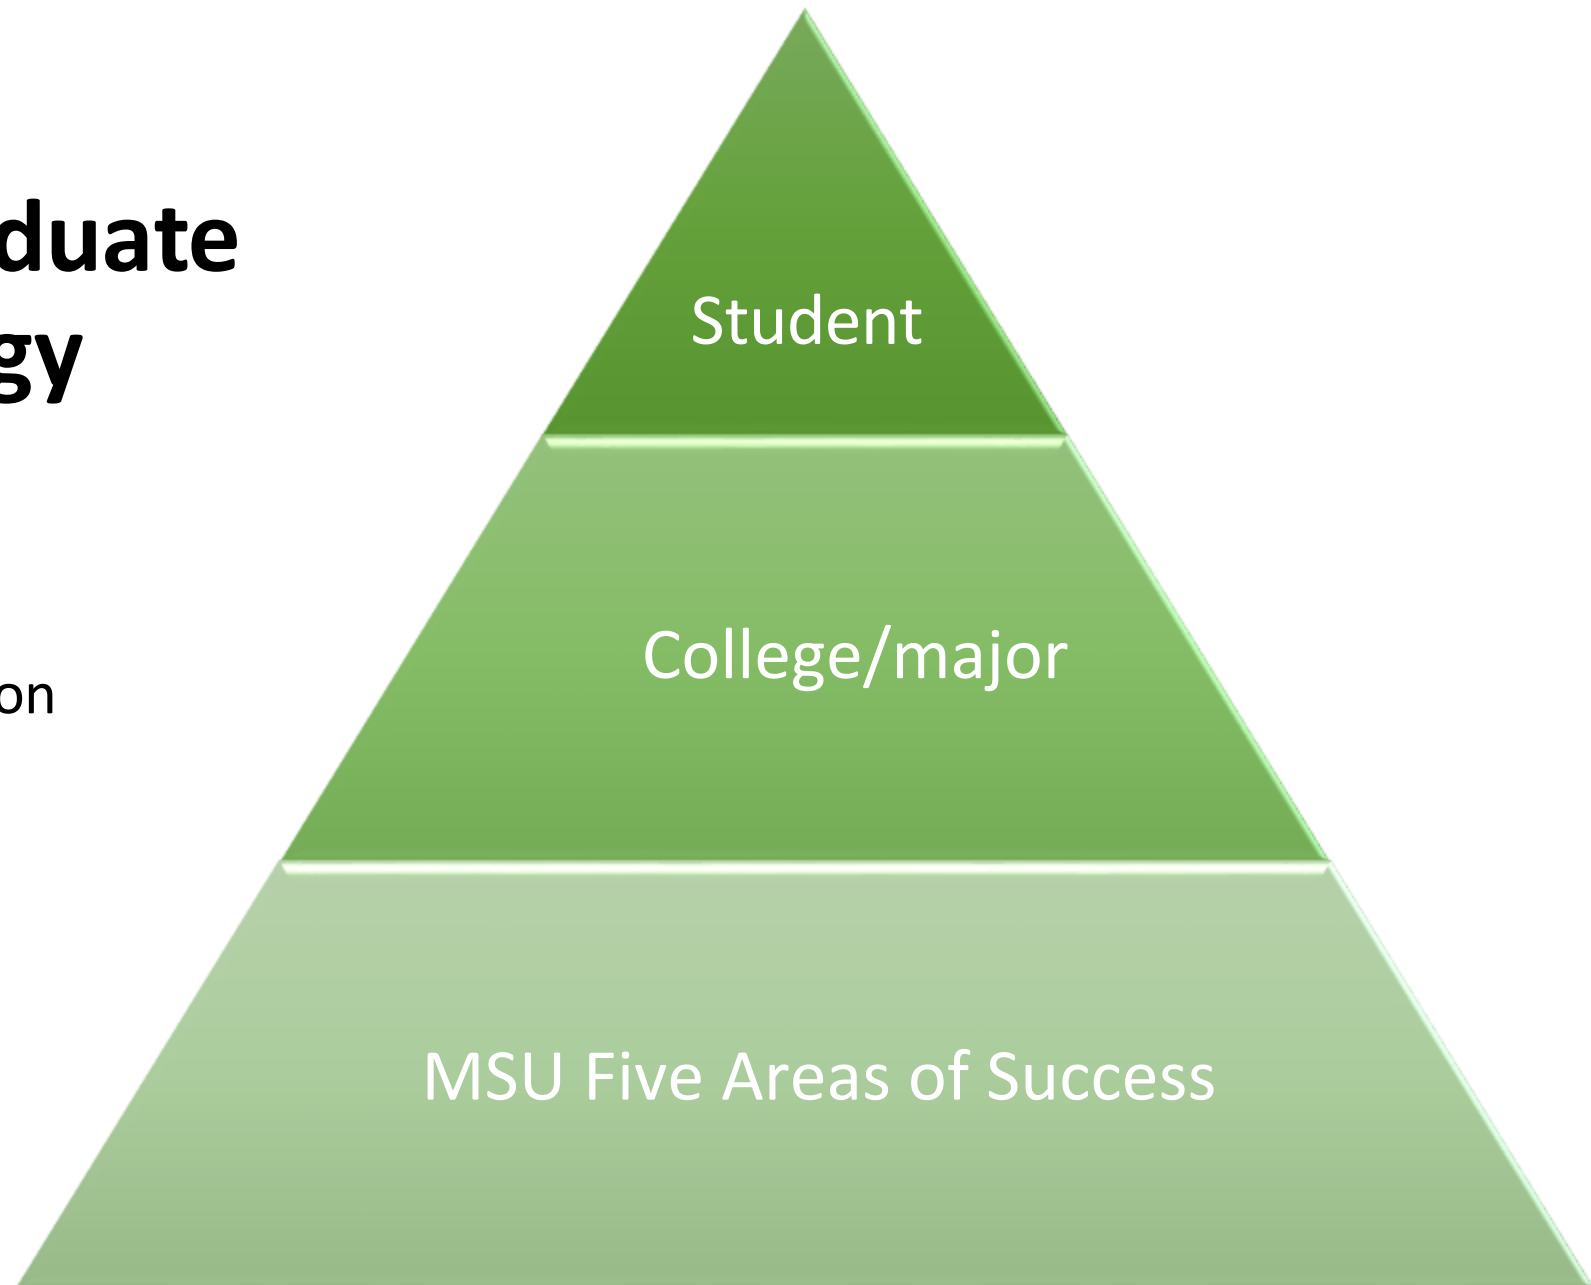 duate
Student
gy
College/major
on
MSU Five Areas of Success